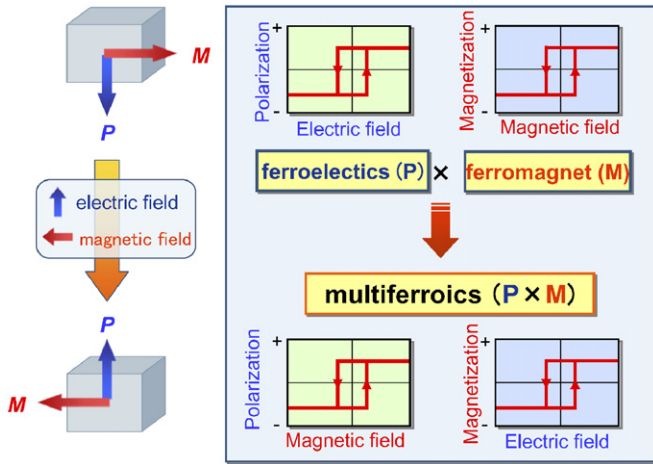 M
P
electric field
magnetic field
P
M
+
Polarization
-
Electric field
+
Magnetization
-
Magnetic field
ferroelectics (P) × ferromagnet (M)
multiferroics (P × M)
+
Polarization
-
Magnetic field
+
Magnetization
-
Electric field